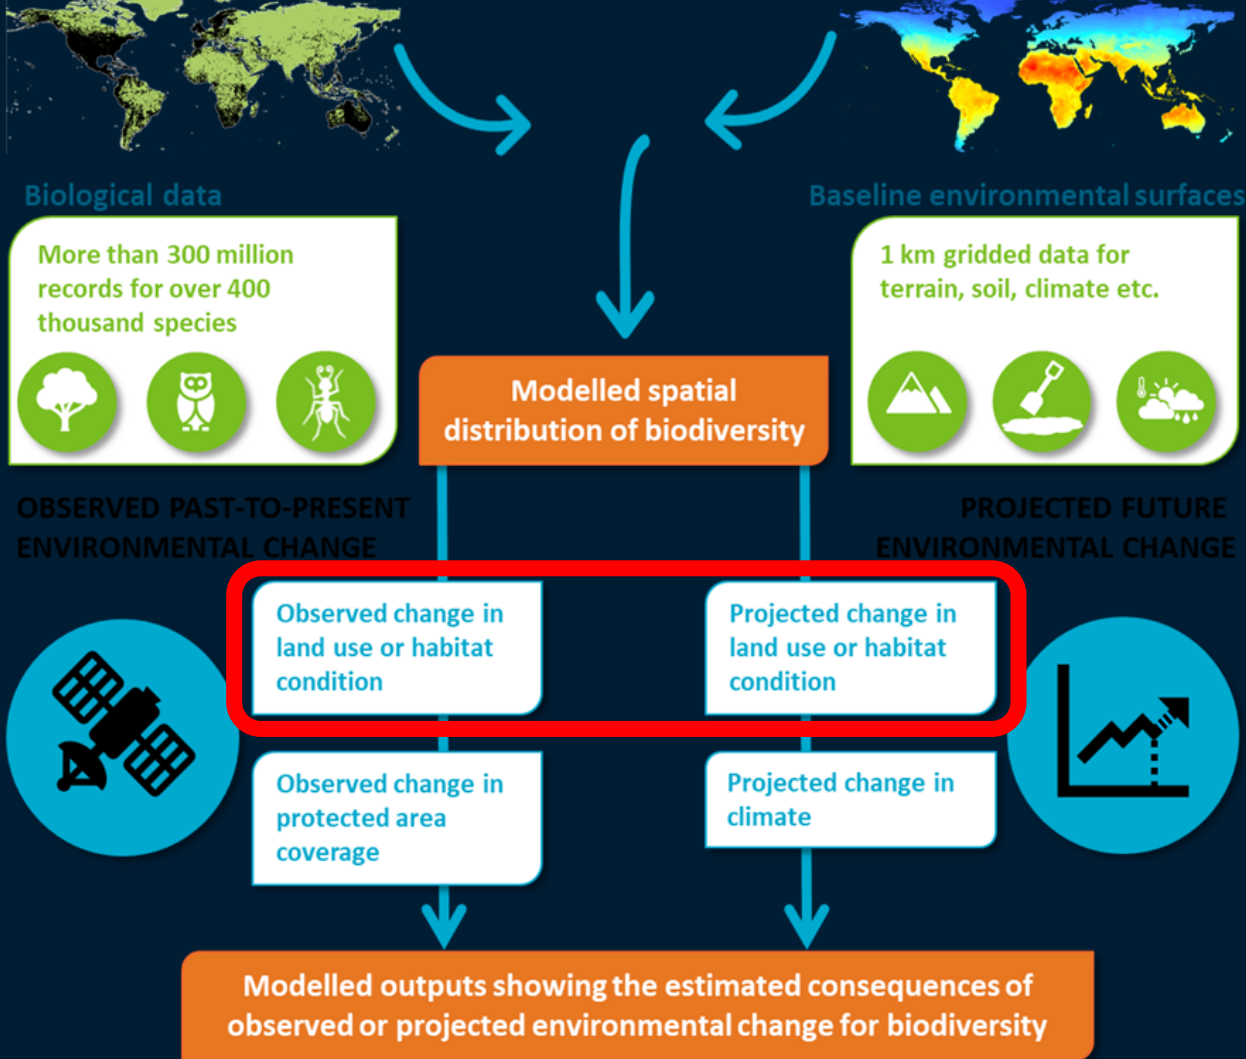 Biological data
Baseline environmental surfaces
More than 300 million
records for over 400
thousand species
1 km gridded data for
terrain, soil, climate etc.
Modelled spatial
distribution of biodiversity
OBSERVED PAST-TO-PRESENT
ENVIRONMENTAL CHANGE
PROJECTED FUTURE
ENVIRONMENTAL CHANGE
Observed change in
land use or habitat
condition
Projected change in
land use or habitat
condition
Observed change in
protected area
coverage
Projected change in
climate
Modelled outputs showing the estimated consequences of
observed or projected environmental change for biodiversity